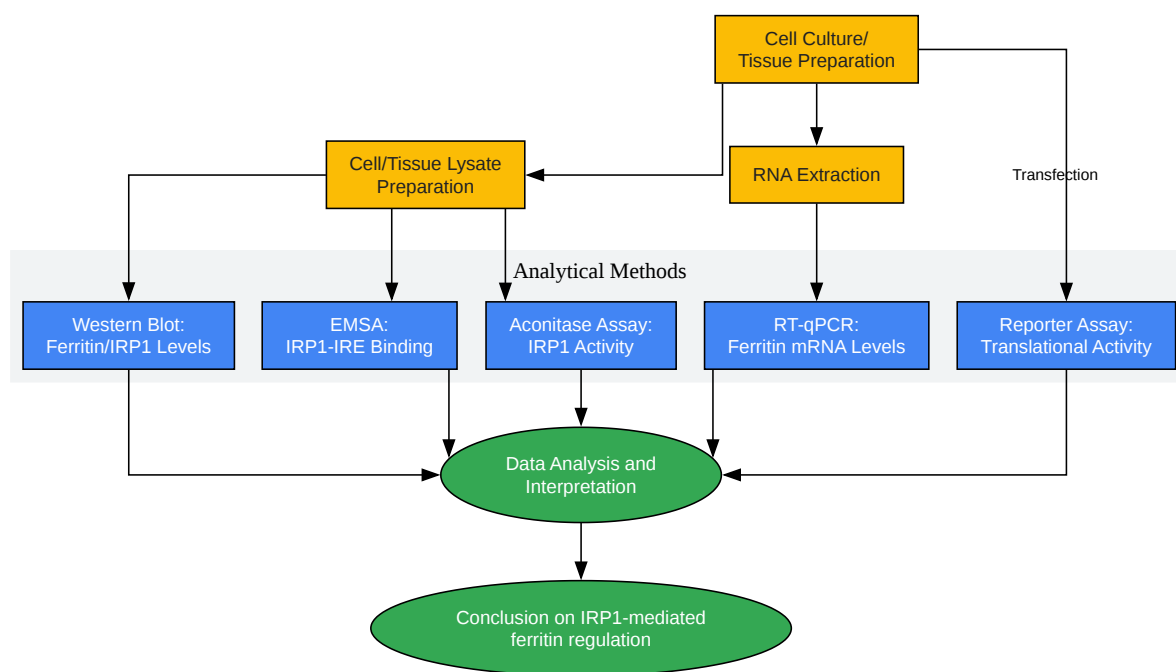 Cell Culture/
Tissue Preparation
Cell/Tissue Lysate
Preparation
RNA Extraction
Transfection
Analytical Methods
Western Blot:
Ferritin/IRP1 Levels
EMSA:
IRP1-IRE Binding
Aconitase Assay:
IRP1 Activity
RT-qPCR:
Ferritin mRNA Levels
Reporter Assay:
Translational Activity
Data Analysis and
Interpretation
Conclusion on IRP1-mediated
ferritin regulation